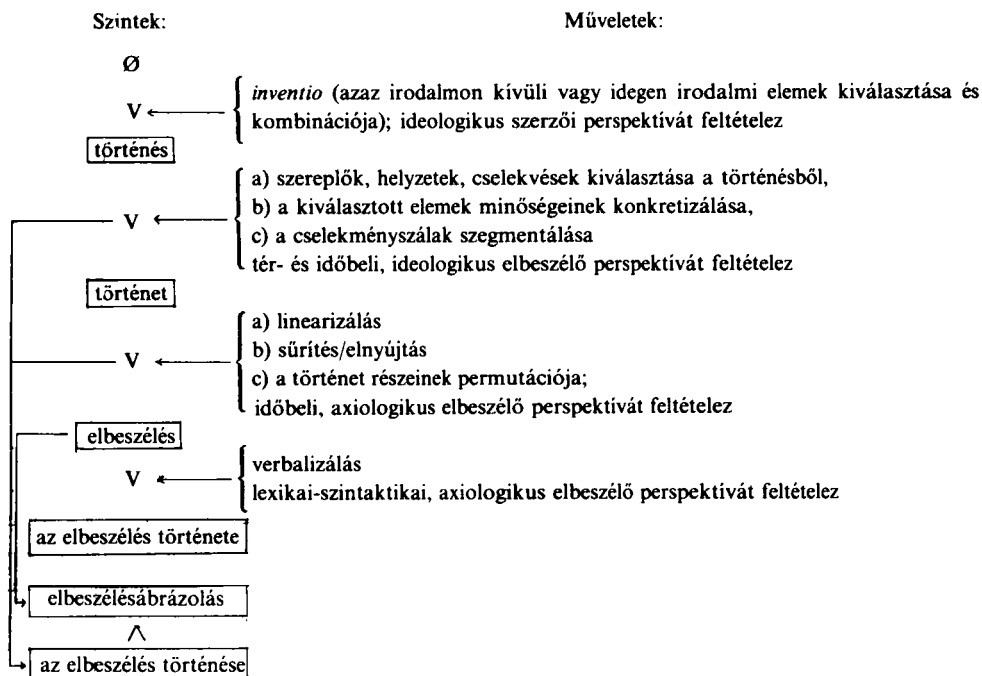 Szintek: Műveletek:
Ø
V
inventio (azaz irodalmon kívüli vagy idegen irodalmi elemek kiválasztása és
kombinációja); ideologikus szerzői perspektívát feltételez
történés
a) szereplők, helyzetek, cselekvések kiválasztása a történésből,
V b) a kiválasztott elemek minőségeinek konkretizálása,
c) a cselekményszálak szegmentálása
tér- és időbeli, ideologikus elbeszélő perspektívát feltételez
történet
a) linearizálás
V b) sűrítés/elnyújtás
c) a történet részeinek permutációja;
időbeli, axiologikus elbeszélő perspektívát feltételez
elbeszélés
V verbalizálás
lexikai-szintaktikai, axiologikus elbeszélő perspektívát feltételez
az elbeszélés története
elbeszélésábrázolás
Λ
az elbeszélés történése